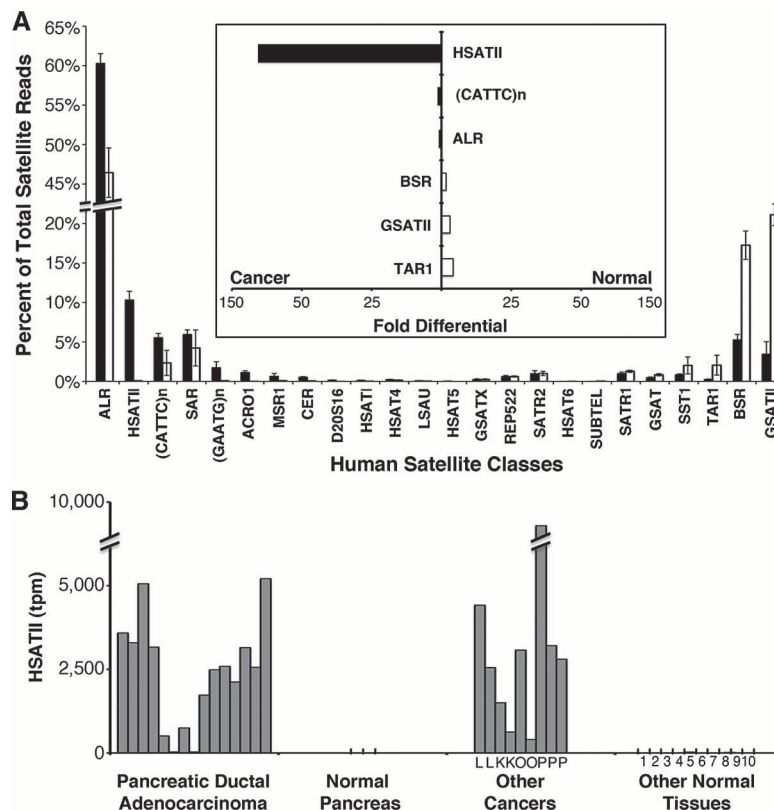 A
65%
60%
55%
50%
45%
20%
15%
10%
5%
0%
Percent of Total Satellite Reads
HSATII
(CATTC)n
ALR
BSR
GSATII
TAR1
Cancer
Normal
150 50 25 25 50 150
Fold Differential
ALR
HSATII
(CATTC)n
SAR
(GAATG)n
ACRO1
MSR1
CER
D20S16
HSATI
HSAT4
LSAU
HSAT5
GSATX
REP522
SATR2
HSAT6
SUBTEL
SATR1
GSAT
SST1
TAR1
BSR
GSATII
Human Satellite Classes
B
10,000
5,000
2,500
0
HSATII (tpm)
L L K K O O P P P
1 2 3 4 5 6 7 8 9 10
Pancreatic Ductal
Adenocarcinoma
Normal
Pancreas
Other
Cancers
Other Normal
Tissues